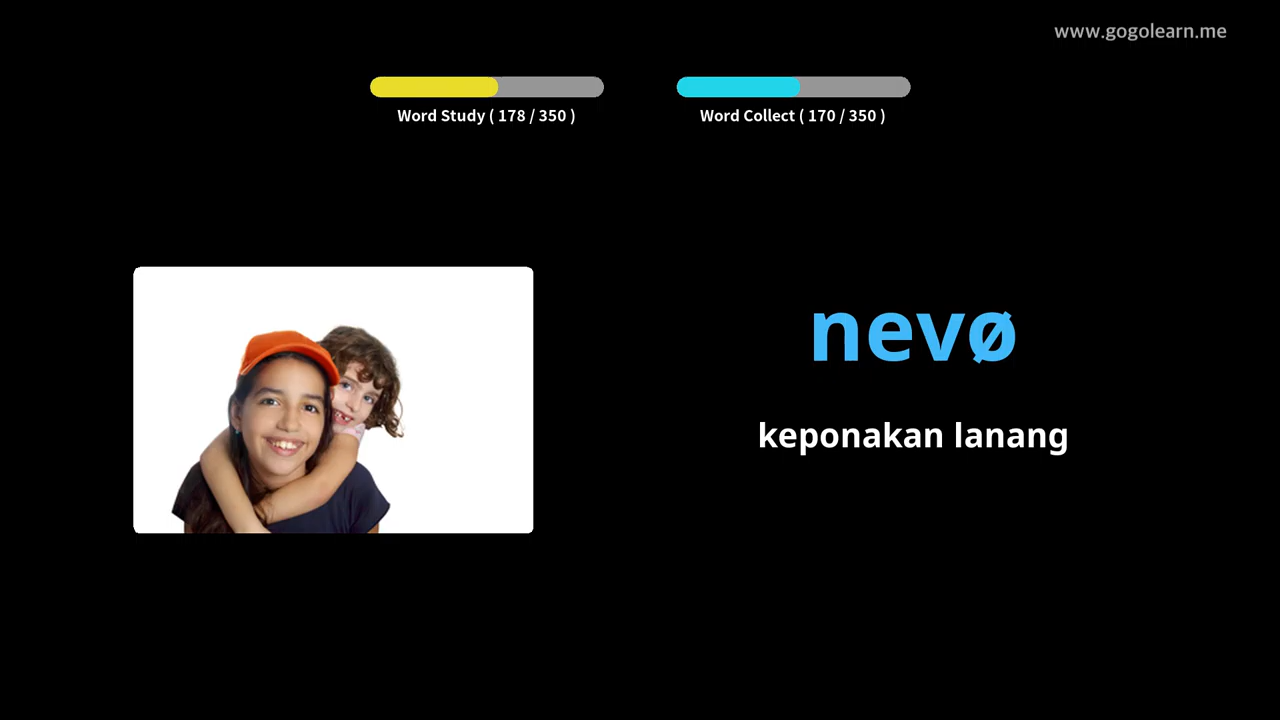 www.gogolearn.me
Word Study ( 178 / 350 )
Word Collect ( 170 / 350 )
nevø
keponakan lanang